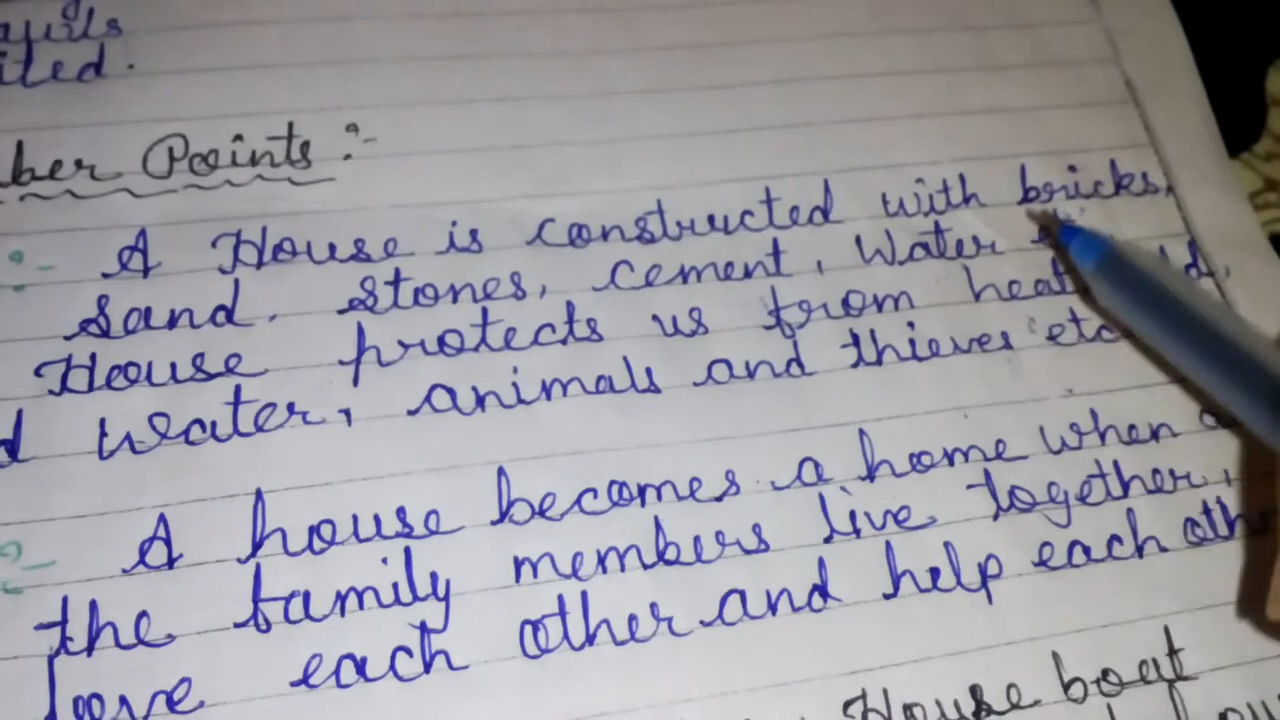 ited.
ber Points :-
A House is constructed with bricks,
Sand. Stones, cement, Water
House protects us from heat
water, animals and thieves etc
A house becomes a home when
the family members live together,
love each other and help each oth
House boat